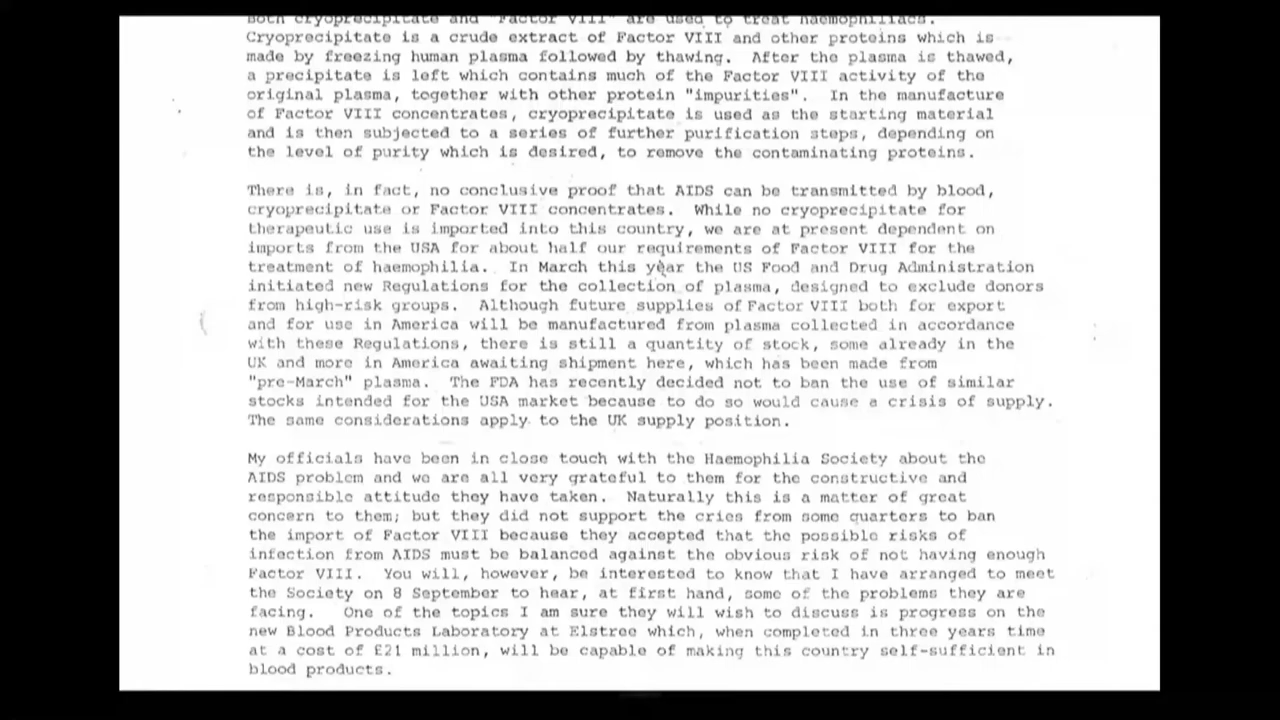 Both cryoprecipitate and "Factor VIII" are used to treat haemophiliacs.
Cryoprecipitate is a crude extract of Factor VIII and other proteins which is
made by freezing human plasma followed by thawing.  After the plasma is thawed,
a precipitate is left which contains much of the Factor VIII activity of the
original plasma, together with other protein "impurities".  In the manufacture
of Factor VIII concentrates, cryoprecipitate is used as the starting material
and is then subjected to a series of further purification steps, depending on
the level of purity which is desired, to remove the contaminating proteins.
There is, in fact, no conclusive proof that AIDS can be transmitted by blood,
cryoprecipitate or Factor VIII concentrates.  While no cryoprecipitate for
therapeutic use is imported into this country, we are at present dependent on
imports from the USA for about half our requirements of Factor VIII for the
treatment of haemophilia.  In March this year the US Food and Drug Administration
initiated new Regulations for the collection of plasma, designed to exclude donors
from high-risk groups.  Although future supplies of Factor VIII both for export
and for use in America will be manufactured from plasma collected in accordance
with these Regulations, there is still a quantity of stock, some already in the
UK and more in America awaiting shipment here, which has been made from
"pre-March" plasma.  The FDA has recently decided not to ban the use of similar
stocks intended for the USA market because to do so would cause a crisis of supply.
The same considerations apply to the UK supply position.
My officials have been in close touch with the Haemophilia Society about the
AIDS problem and we are all very grateful to them for the constructive and
responsible attitude they have taken.  Naturally this is a matter of great
concern to them; but they did not support the cries from some quarters to ban
the import of Factor VIII because they accepted that the possible risks of
infection from AIDS must be balanced against the obvious risk of not having enough
Factor VIII.  You will, however, be interested to know that I have arranged to meet
the Society on 8 September to hear, at first hand, some of the problems they are
facing.  One of the topics I am sure they will wish to discuss is progress on the
new Blood Products Laboratory at Elstree which, when completed in three years time
at a cost of £21 million, will be capable of making this country self-sufficient in
blood products.